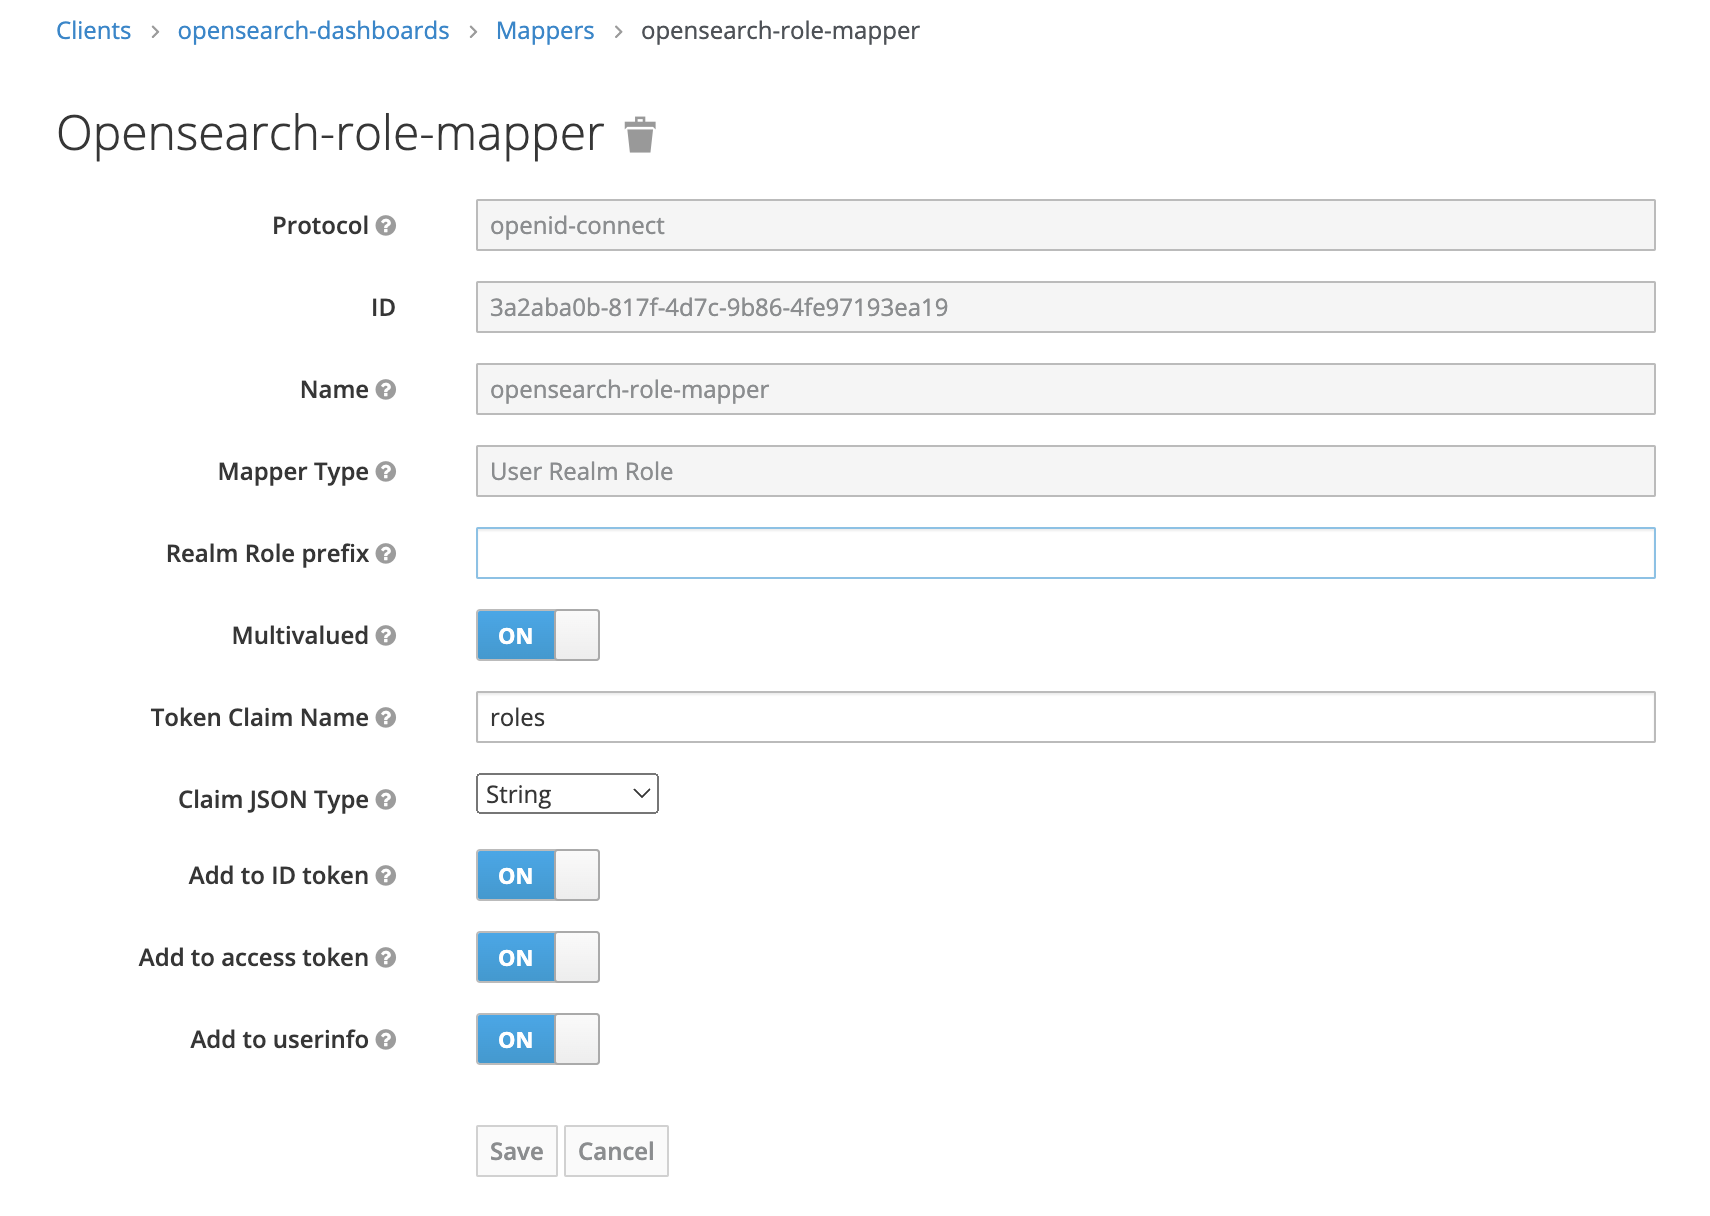 Clients > opensearch-dashboards > Mappers > opensearch-role-mapper
Opensearch-role-mapper
Protocol openid-connect
ID 3a2aba0b-817f-4d7c-9b86-4fe97193ea19
Name opensearch-role-mapper
Mapper Type User Realm Role
Realm Role prefix
Multivalued ON
Token Claim Name roles
Claim JSON Type String
Add to ID token ON
Add to access token ON
Add to userinfo ON
Save Cancel